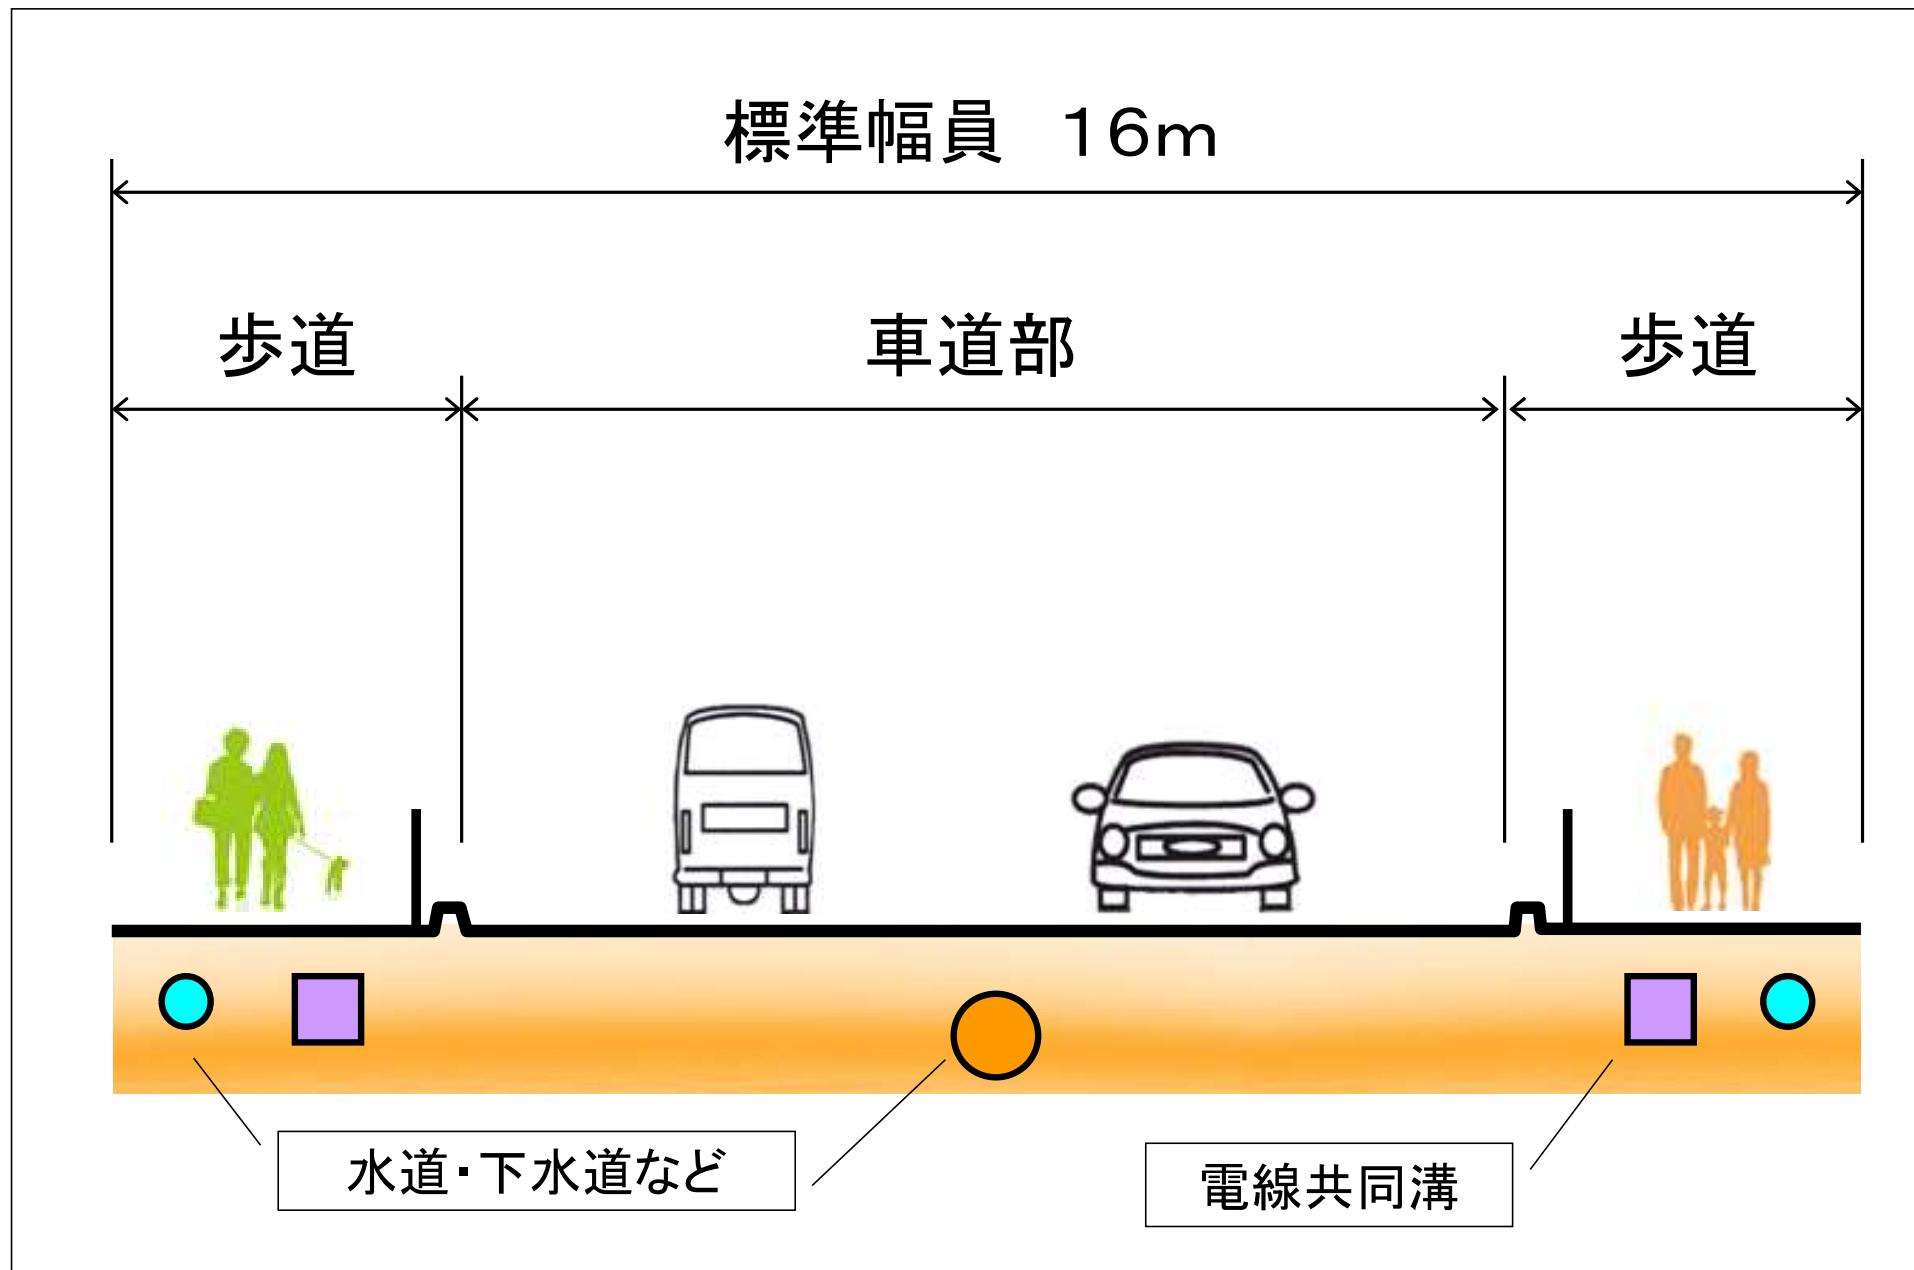 標準幅員　１６ｍ
歩道
車道部
歩道
水道・下水道など
電線共同溝